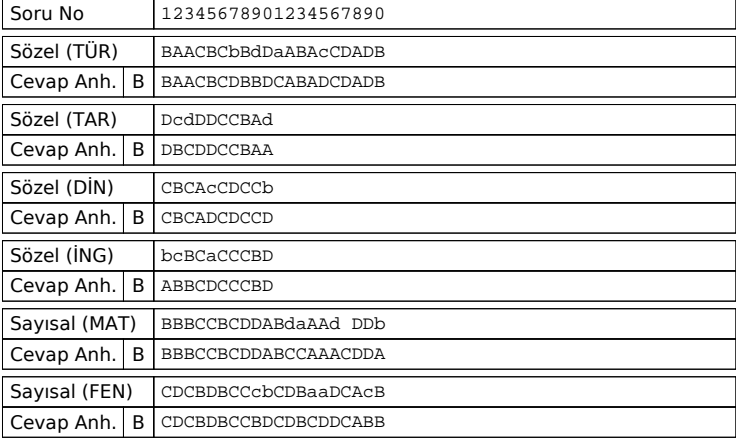 Soru No 12345678901234567890
Sözel (TÜR) BAACBCbBdDaABAcCDADB
Cevap Anh. B BAACBCDBBDCABADCDADB
Sözel (TAR) DcdDDCCBAd
Cevap Anh. B DBCDDCCBAA
Sözel (DİN) CBCAcCDCCb
Cevap Anh. B CBCADCDCCD
Sözel (İNG) bcBCaCCCBD
Cevap Anh. B ABBCDCCCBD
Sayısal (MAT) BBBCCBCDDABdaAAd DDb
Cevap Anh. B BBBCCBCDDABCCAAACDDA
Sayısal (FEN) CDCBDBCCcbCDBaaDCAcB
Cevap Anh. B CDCBDBCCBDCDBCDDCABB